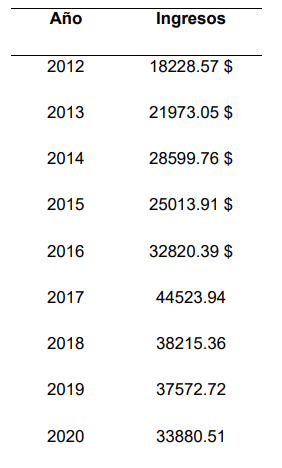 Año Ingresos
2012 18228.57 $
2013 21973.05 $
2014 28599.76 $
2015 25013.91 $
2016 32820.39 $
2017 44523.94
2018 38215.36
2019 37572.72
2020 33880.51